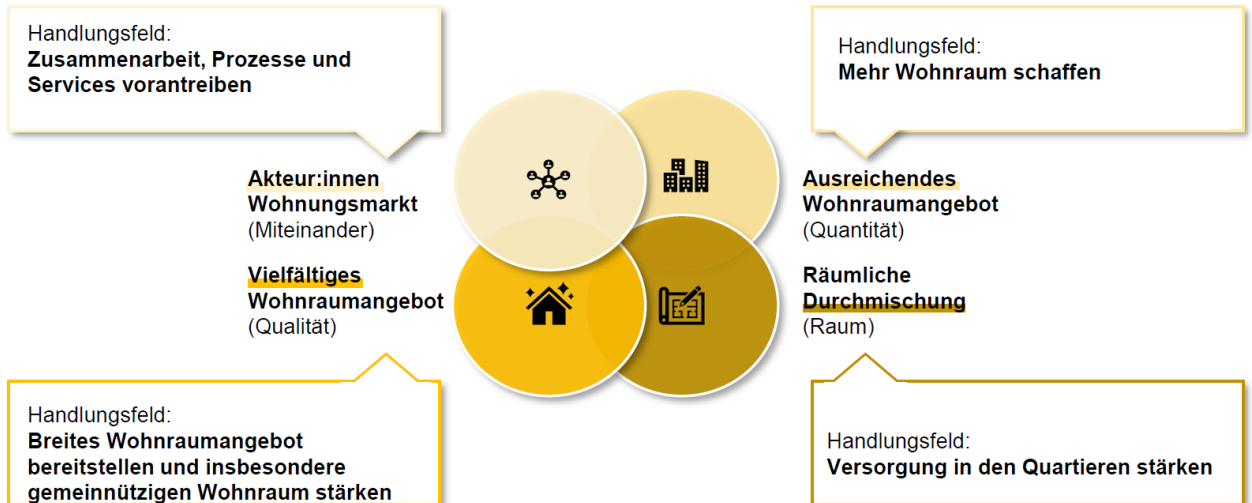 Handlungsfeld:
Zusammenarbeit, Prozesse und
Services vorantreiben
Handlungsfeld:
Mehr Wohnraum schaffen
Akteur:innen
Wohnungsmarkt
(Miteinander)
Ausreichendes
Wohnraumangebot
(Quantität)
Vielfältiges
Wohnraumangebot
(Qualität)
Räumliche
Durchmischung
(Raum)
Handlungsfeld:
Breites Wohnraumangebot
bereitstellen und insbesondere
gemeinnützigen Wohnraum stärken
Handlungsfeld:
Versorgung in den Quartieren stärken